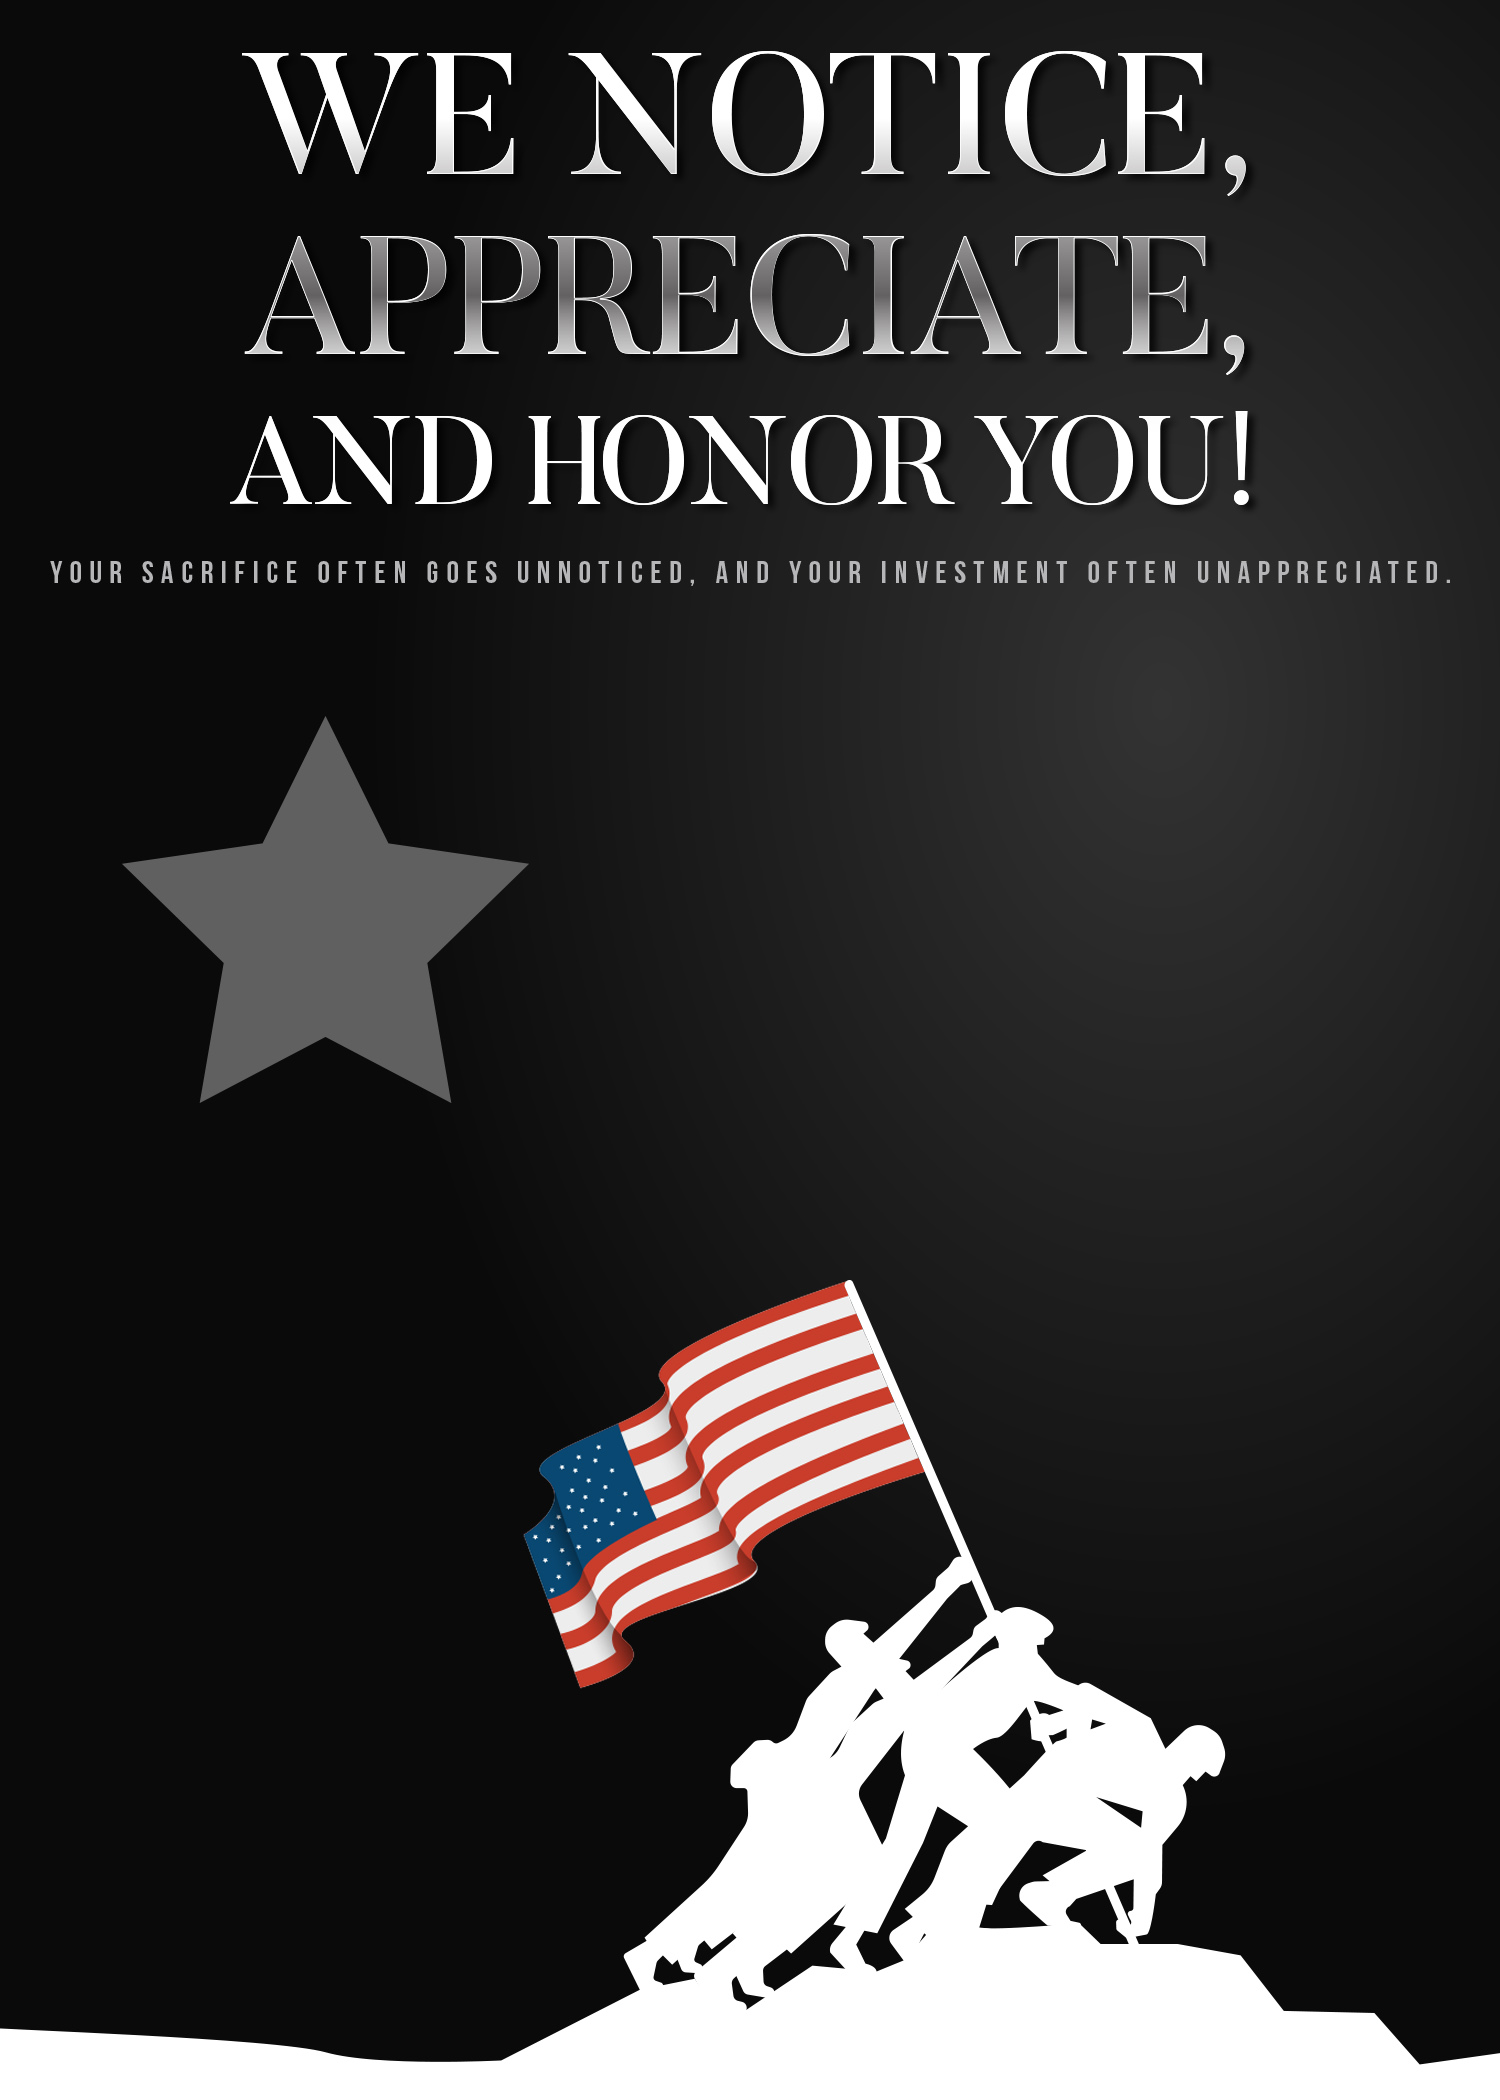 WE NOTICE,
APPRECIATE,
AND HONOR YOU!
YOUR SACRIFICE OFTEN GOES UNNOTICED, AND YOUR INVESTMENT OFTEN UNAPPRECIATED.